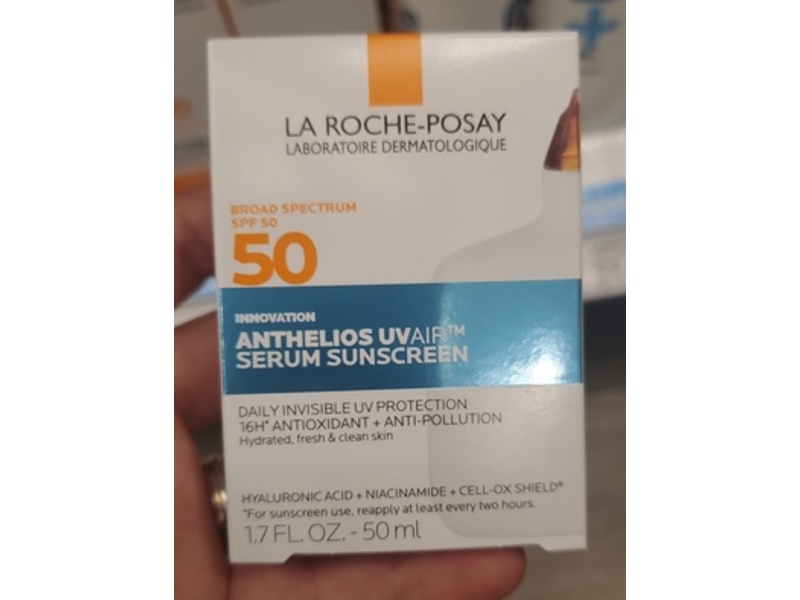 LA ROCHE-POSAY
LABORATOIRE DERMATOLOGIQUE
BROAD SPECTRUM
SPF 50
50
INNOVATION
ANTHELIOS UVAIR™
SERUM SUNSCREEN
DAILY INVISIBLE UV PROTECTION
16H* ANTIOXIDANT + ANTI-POLLUTION
Hydrated, fresh & clean skin
HYALURONIC ACID + NIACINAMIDE + CELL-OX SHIELD®
*For sunscreen use, reapply at least every two hours.
1.7 FL. OZ. - 50 ml